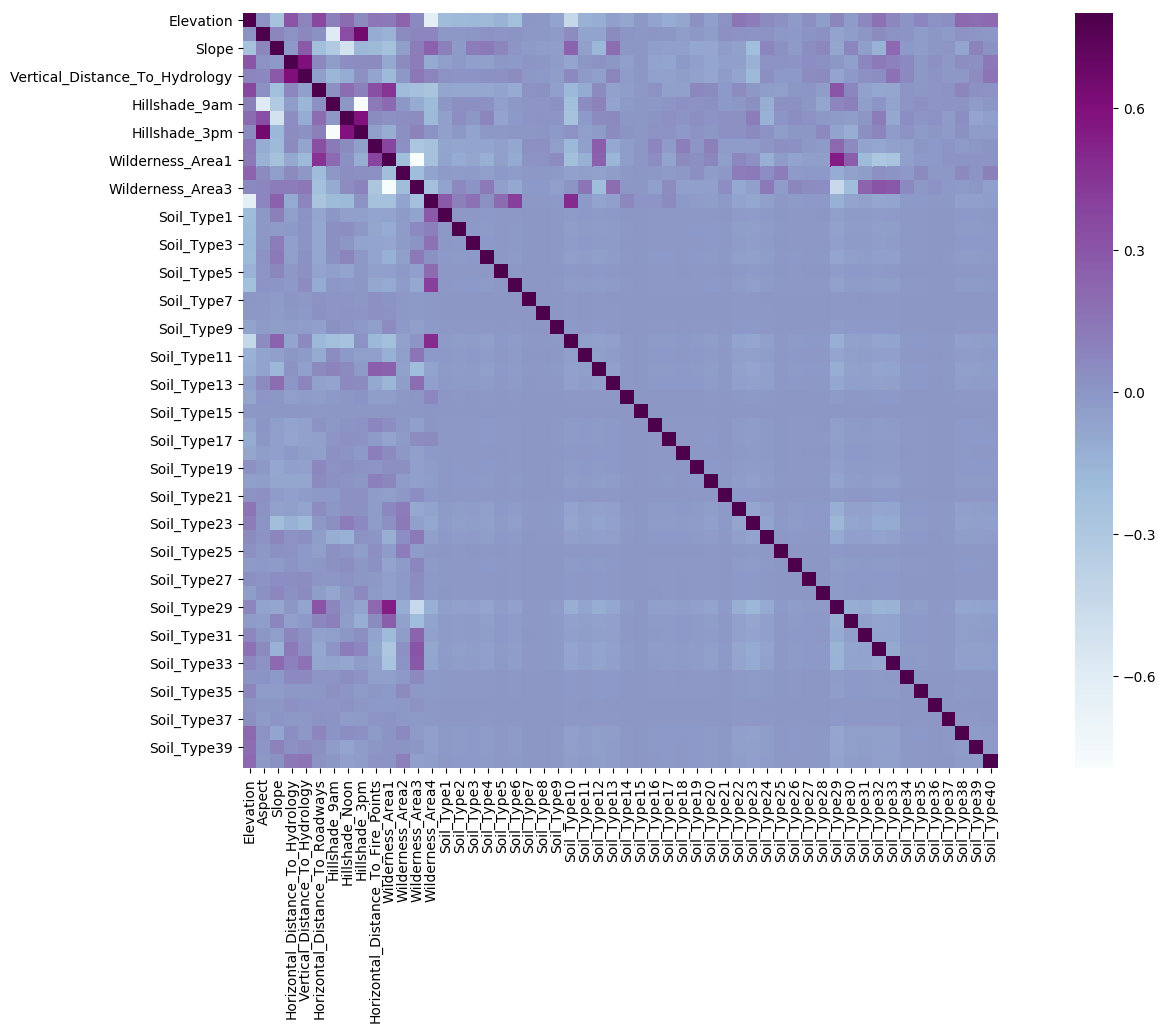 Elevation
Slope
Vertical_Distance_To_Hydrology
Hillshade_9am
Hillshade_3pm
Wilderness_Area1
Wilderness_Area3
Soil_Type1
Soil_Type3
Soil_Type5
Soil_Type7
Soil_Type9
Soil_Type11
Soil_Type13
Soil_Type15
Soil_Type17
Soil_Type19
Soil_Type21
Soil_Type23
Soil_Type25
Soil_Type27
Soil_Type29
Soil_Type31
Soil_Type33
Soil_Type35
Soil_Type37
Soil_Type39
Elevation
Aspect
Slope
Horizontal_Distance_To_Hydrology
Vertical_Distance_To_Hydrology
Horizontal_Distance_To_Roadways
Hillshade_9am
Hillshade_Noon
Hillshade_3pm
Horizontal_Distance_To_Fire_Points
Wilderness_Area1
Wilderness_Area2
Wilderness_Area3
Wilderness_Area4
Soil_Type1
Soil_Type2
Soil_Type3
Soil_Type4
Soil_Type5
Soil_Type6
Soil_Type7
Soil_Type8
Soil_Type9
Soil_Type10
Soil_Type11
Soil_Type12
Soil_Type13
Soil_Type14
Soil_Type15
Soil_Type16
Soil_Type17
Soil_Type18
Soil_Type19
Soil_Type20
Soil_Type21
Soil_Type22
Soil_Type23
Soil_Type24
Soil_Type25
Soil_Type26
Soil_Type27
Soil_Type28
Soil_Type29
Soil_Type30
Soil_Type31
Soil_Type32
Soil_Type33
Soil_Type34
Soil_Type35
Soil_Type36
Soil_Type37
Soil_Type38
Soil_Type39
Soil_Type40
0.6
0.3
0.0
−0.3
−0.6